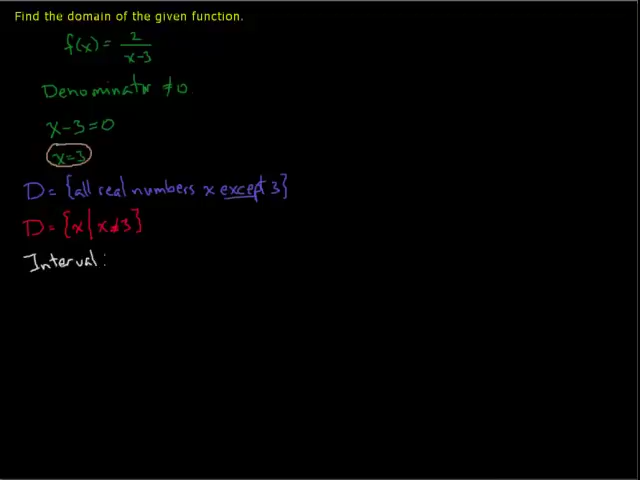 Find the domain of the given function.
f(x) = 2/(x-3)
Denominator ≠ 0.
x - 3 = 0
x = 3
D = {all real numbers x except 3}
D = {x | x ≠ 3}
Interval: